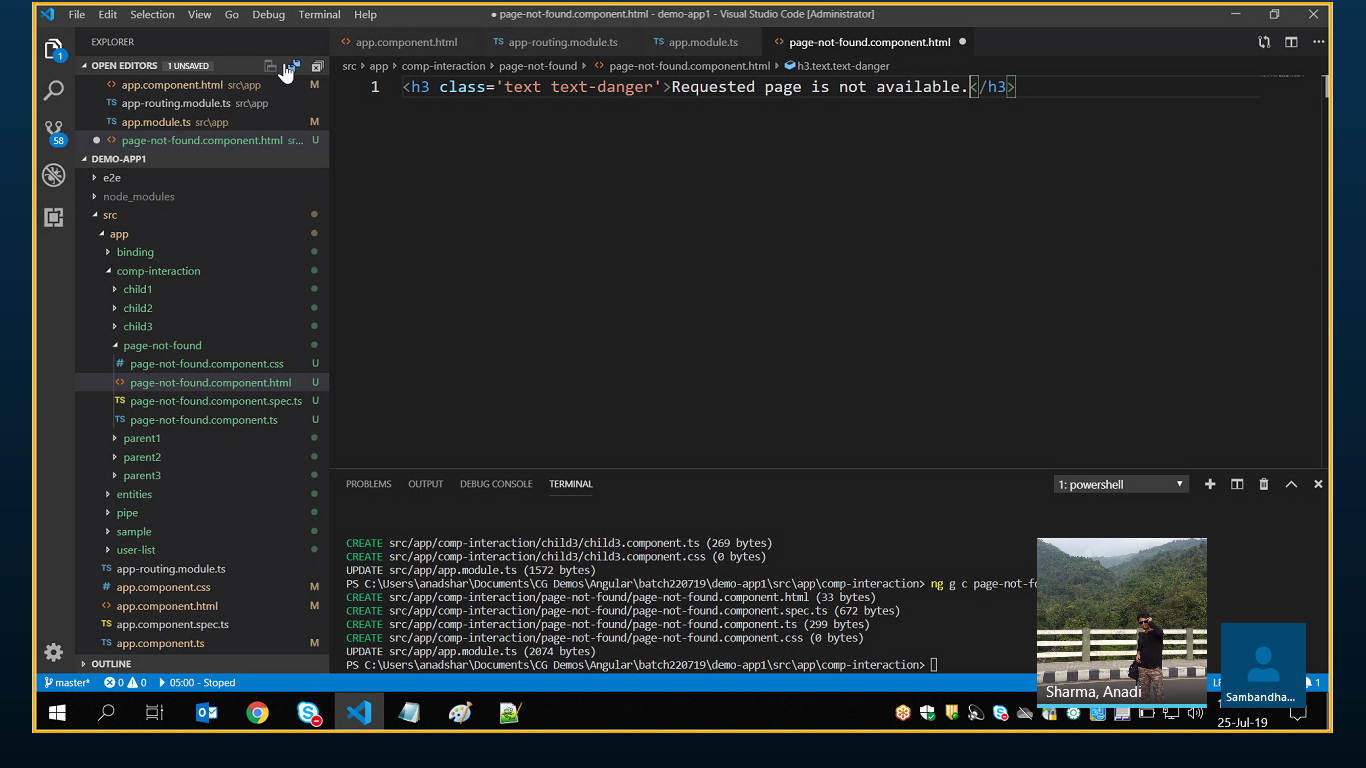 File Edit Selection View Go Debug Terminal Help
● page-not-found.component.html - demo-app1 - Visual Studio Code [Administrator]
EXPLORER
app.component.html
TS app-routing.module.ts
TS app.module.ts
page-not-found.component.html
OPEN EDITORS 1 UNSAVED
src app comp-interaction page-not-found page-not-found.component.html h3.text.text-danger
app.component.html src\app M
TS app-routing.module.ts src\app
TS app.module.ts src\app M
page-not-found.component.html sr... U
1 <h3 class='text text-danger'>Requested page is not available.</h3>
1
58
DEMO-APP1
e2e
node_modules
src
app
binding
comp-interaction
child1
child2
child3
page-not-found
# page-not-found.component.css U
page-not-found.component.html U
TS page-not-found.component.spec.ts U
TS page-not-found.component.ts U
parent1
parent2
parent3
entities
pipe
sample
user-list
TS app-routing.module.ts
app.component.css M
app.component.html M
TS app.component.spec.ts
TS app.component.ts M
OUTLINE
PROBLEMS OUTPUT DEBUG CONSOLE TERMINAL
1: powershell
CREATE src/app/comp-interaction/child3/child3.component.ts (269 bytes)
CREATE src/app/comp-interaction/child3/child3.component.css (0 bytes)
UPDATE src/app/app.module.ts (1572 bytes)
PS C:\Users\anadshar\Documents\CG Demos\Angular\batch220719\demo-app1\src\app\comp-interaction> ng g c page-not-fo
CREATE src/app/comp-interaction/page-not-found/page-not-found.component.html (33 bytes)
CREATE src/app/comp-interaction/page-not-found/page-not-found.component.spec.ts (672 bytes)
CREATE src/app/comp-interaction/page-not-found/page-not-found.component.ts (299 bytes)
CREATE src/app/comp-interaction/page-not-found/page-not-found.component.css (0 bytes)
UPDATE src/app/app.module.ts (2074 bytes)
PS C:\Users\anadshar\Documents\CG Demos\Angular\batch220719\demo-app1\src\app\comp-interaction>
master* 0 0 05:00 - Stoped
1
Sharma, Anadi
Sambandha...
25-Jul-19